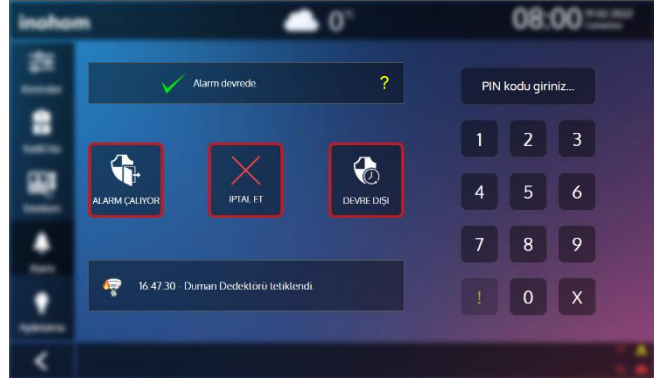 inohom
0°
08:00
Alarm devrede
?
PIN kodu giriniz...
1 2 3
ALARM ÇALIYOR
IPTAL ET
DEVRE DIŞI
4 5 6
7 8 9
16.47.30 - Duman Dedektörü tetiklendi.
! 0 X